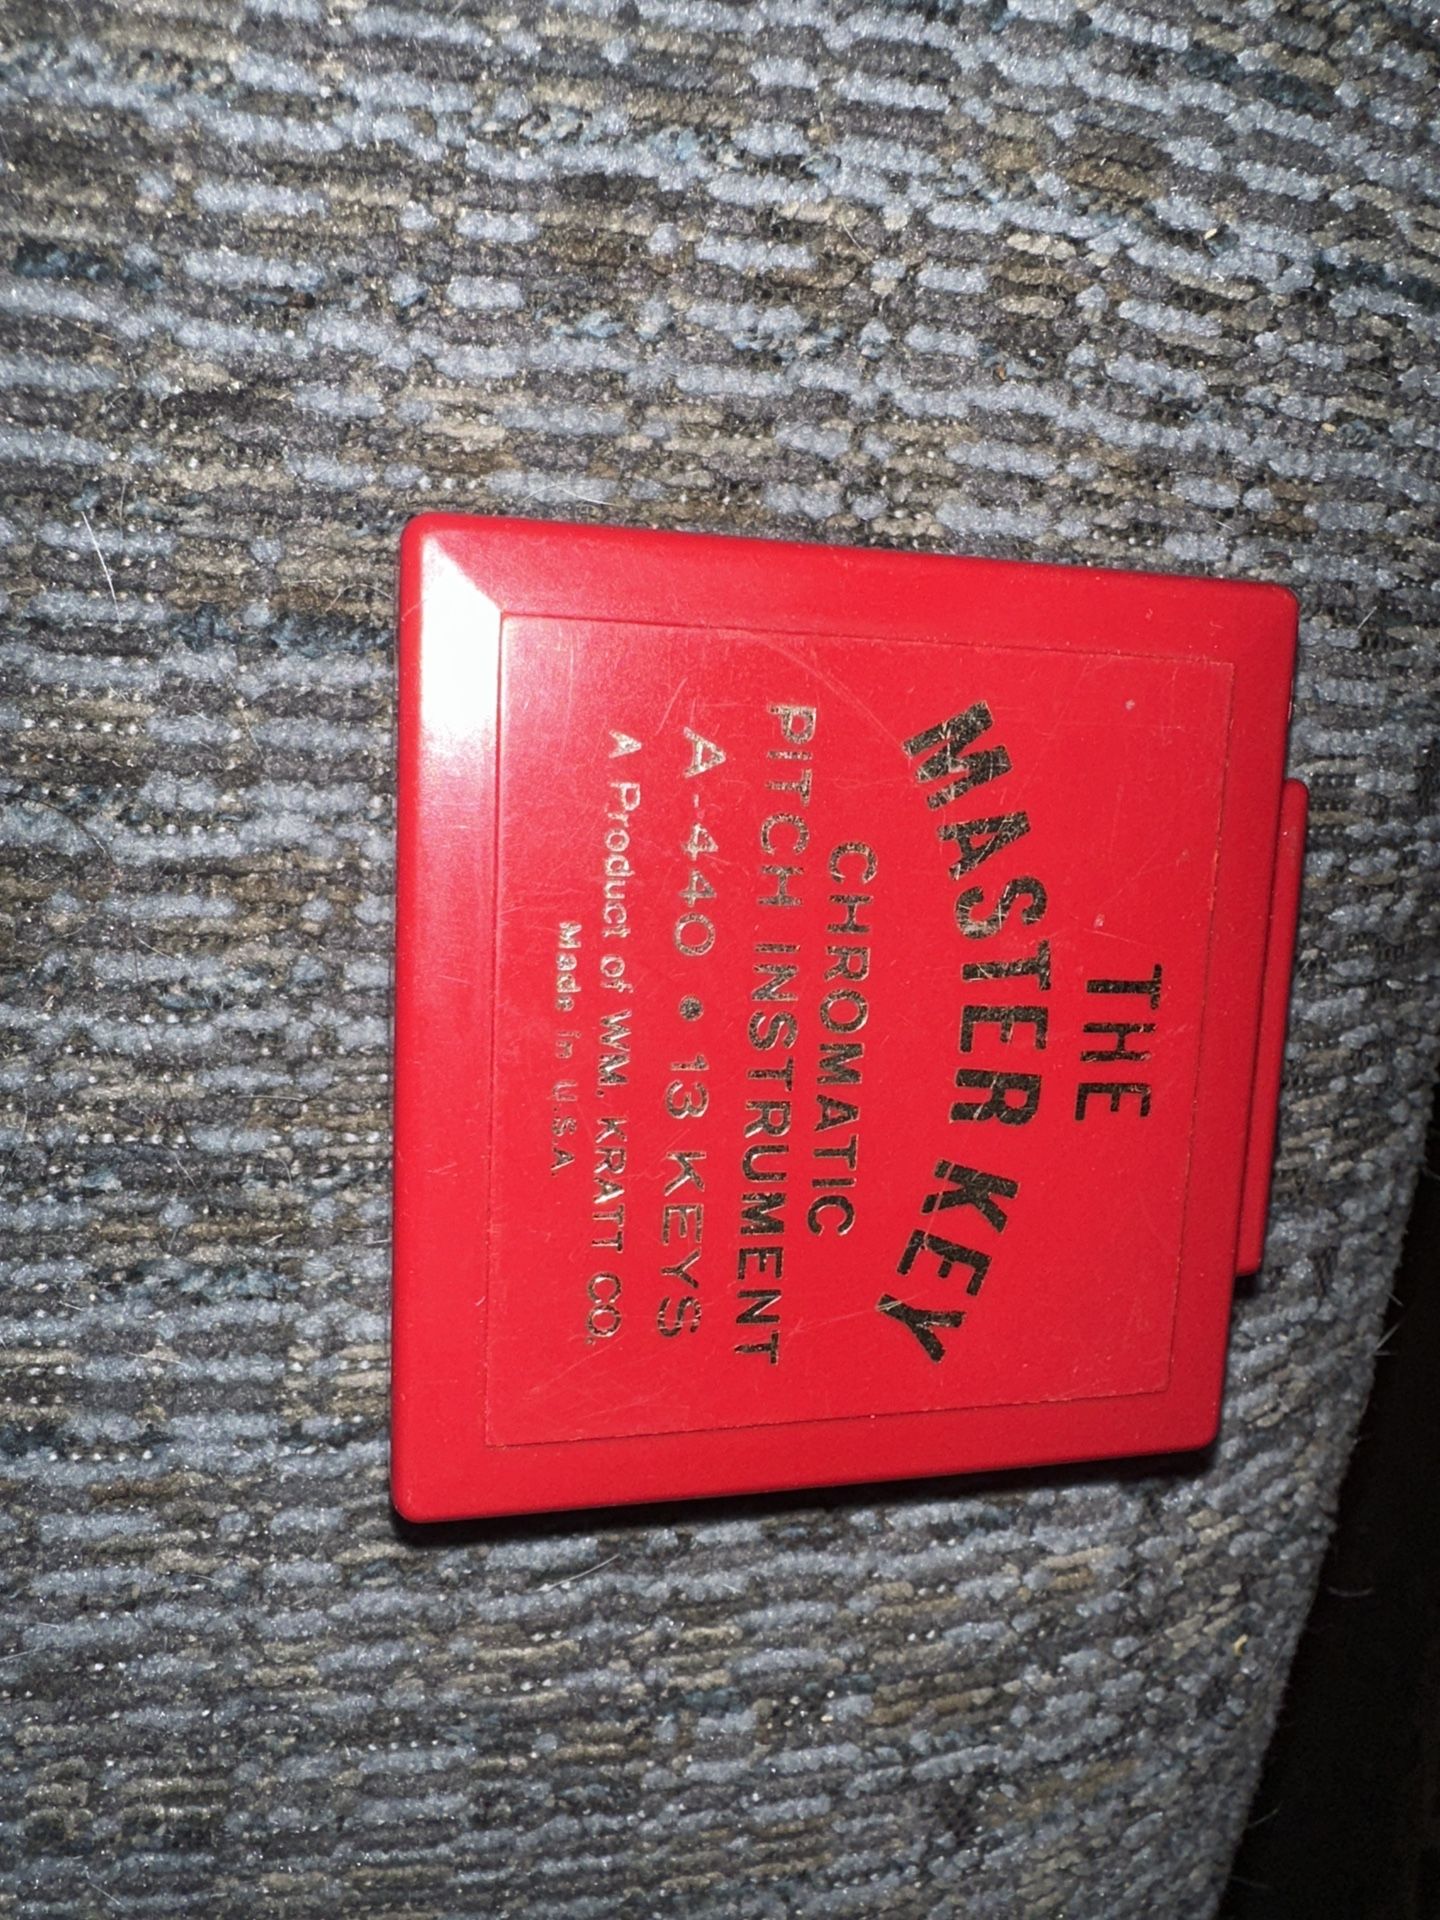 THE
MASTER KEY
CHROMATIC
PITCH INSTRUMENT
A-440 • 13 KEYS
A Product of WM. KRATT CO.
Made in U.S.A.